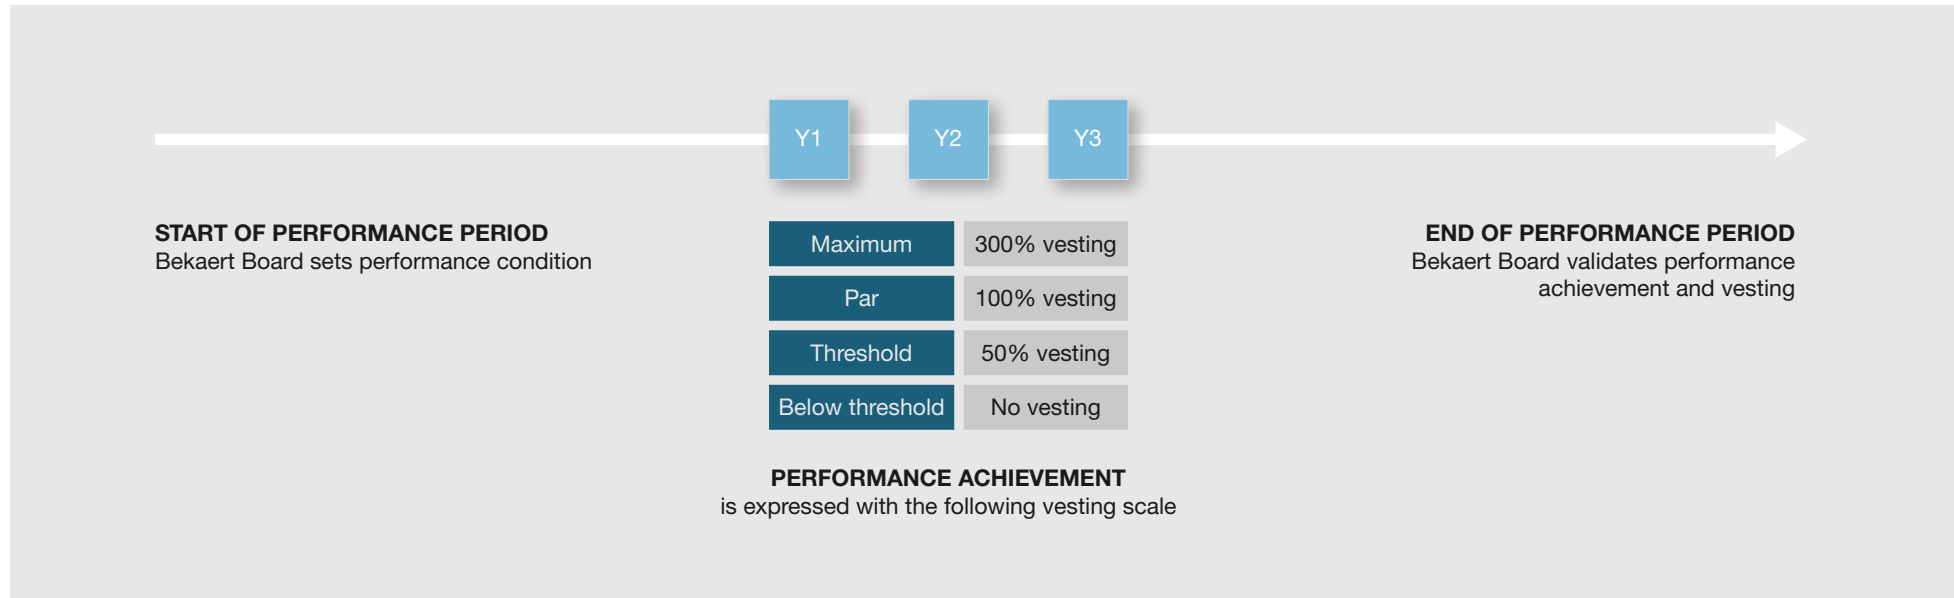 Y1 Y2 Y3
START OF PERFORMANCE PERIOD
Bekaert Board sets performance condition
Maximum 300% vesting
Par 100% vesting
Threshold 50% vesting
Below threshold No vesting
PERFORMANCE ACHIEVEMENT
is expressed with the following vesting scale
END OF PERFORMANCE PERIOD
Bekaert Board validates performance
achievement and vesting